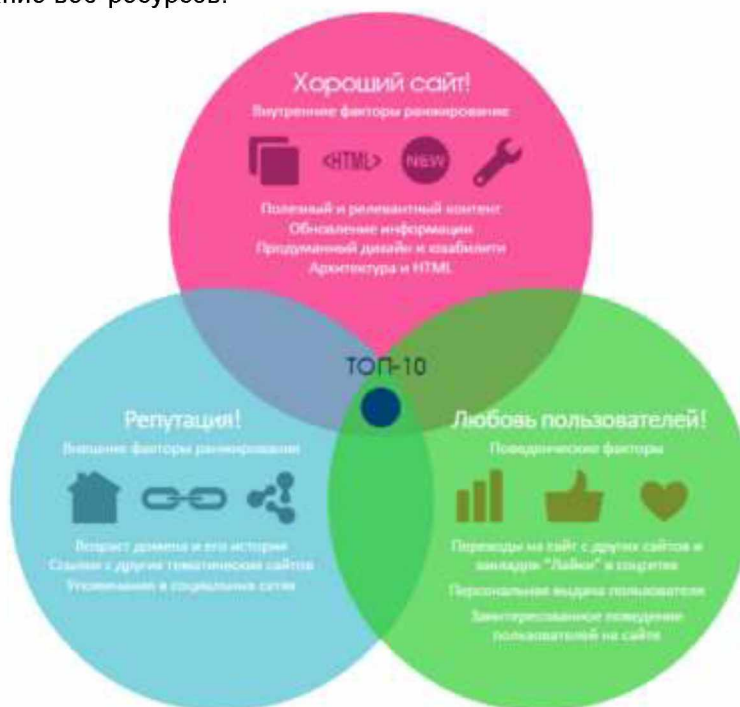 веб-ресурсов.
Хороший сайт!
Внутренние факторы ранжирование
<HTML>
NEW
Полезный и релевантный контент
Обновление информации
Продуманный дизайн и юзабилити
Архитектура и HTML
ТОП-10
Репутация!
Внешние факторы ранжирования
Возраст домена и его история
Ссылки с других тематических сайтов
Упоминания в социальных сетях
Любовь пользователей!
Поведенческие факторы
Переходы на сайт с других сайтов и
закладок "Лайки" в соцсетях
Персональная выдача пользователя
Заинтересованное поведение
пользователей на сайте